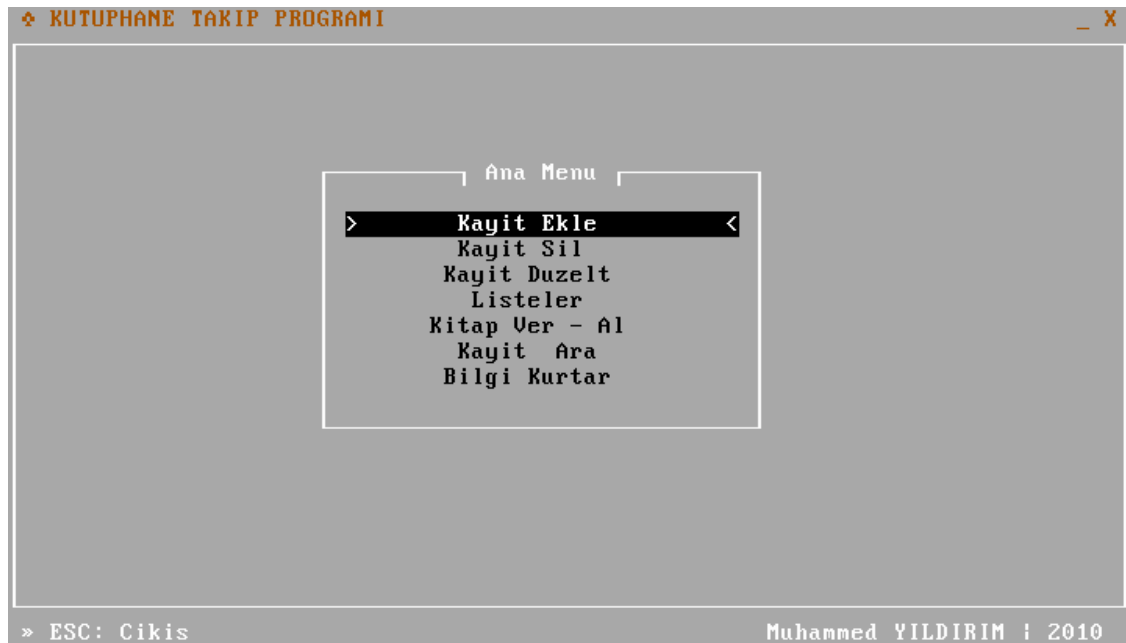 KUTUPHANE TAKIP PROGRAMI _ X
Ana Menu
> Kayit Ekle <
Kayit Sil
Kayit Duzelt
Listeler
Kitap Ver - Al
Kayit  Ara
Bilgi Kurtar
» ESC: Cikis Muhammed YILDIRIM ¦ 2010